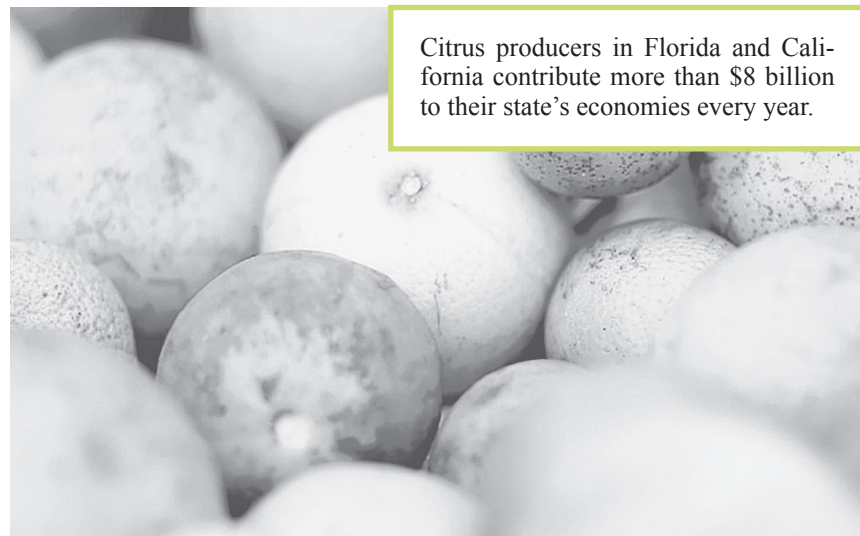 Citrus producers in Florida and Cali-
fornia contribute more than $8 billion
to their state’s economies every year.